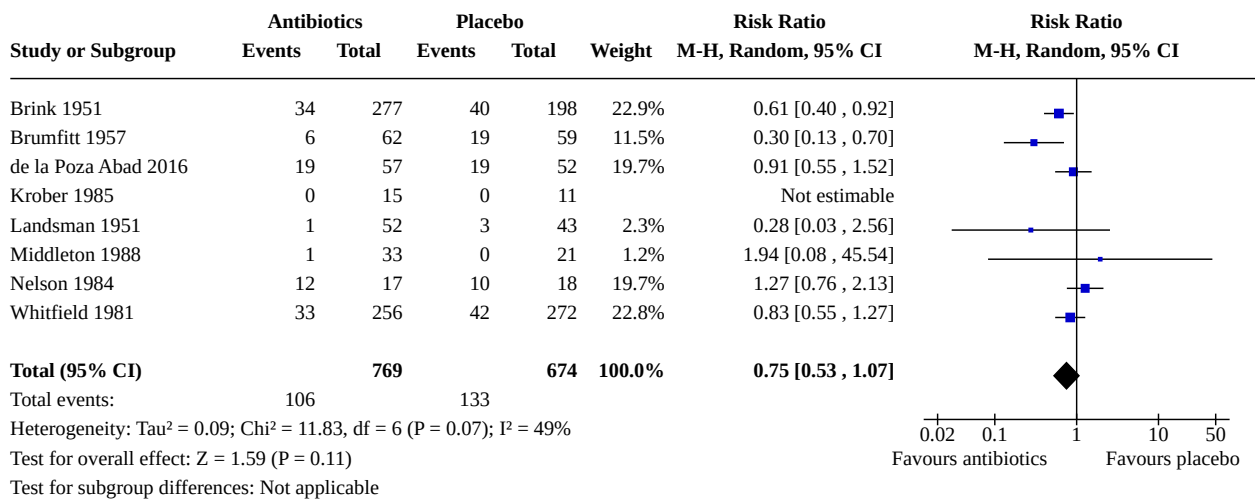 Antibiotics Placebo Risk Ratio Risk Ratio
Study or Subgroup Events Total Events Total Weight M-H, Random, 95% CI M-H, Random, 95% CI
Brink 1951 34 277 40 198 22.9% 0.61 [0.40 , 0.92]
Brumfitt 1957 6 62 19 59 11.5% 0.30 [0.13 , 0.70]
de la Poza Abad 2016 19 57 19 52 19.7% 0.91 [0.55 , 1.52]
Krober 1985 0 15 0 11 Not estimable
Landsman 1951 1 52 3 43 2.3% 0.28 [0.03 , 2.56]
Middleton 1988 1 33 0 21 1.2% 1.94 [0.08 , 45.54]
Nelson 1984 12 17 10 18 19.7% 1.27 [0.76 , 2.13]
Whitfield 1981 33 256 42 272 22.8% 0.83 [0.55 , 1.27]
Total (95% CI) 769 674 100.0% 0.75 [0.53 , 1.07]
Total events: 106 133
Heterogeneity: Tau² = 0.09; Chi² = 11.83, df = 6 (P = 0.07); I² = 49%
Test for overall effect: Z = 1.59 (P = 0.11)
Test for subgroup differences: Not applicable
0.02 0.1 1 10 50
Favours antibiotics Favours placebo